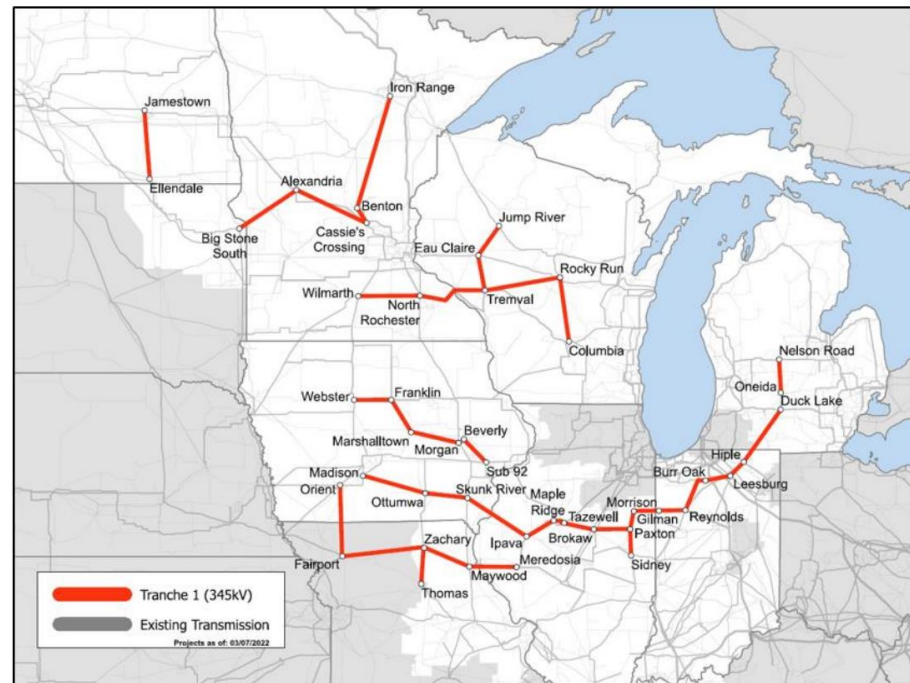 Iron Range
Jamestown
Alexandria
Ellendale
Benton
Jump River
Cassie's
Crossing
Big Stone
South
Eau Claire
Rocky Run
Wilmarth
North
Rochester
Tremval
Columbia
Nelson Road
Oneida
Duck Lake
Webster
Franklin
Marshalltown
Beverly
Morgan
Sub 92
Hiple
Burr Oak
Leesburg
Madison
Orient
Ottumwa
Skunk River
Maple
Ridge
Morrison
Tazewell
Gilman
Reynolds
Ipava
Brokaw
Paxton
Zachary
Meredosia
Sidney
Fairport
Maywood
Thomas
Tranche 1 (345kV)
Existing Transmission
Projects as of: 03/07/2022